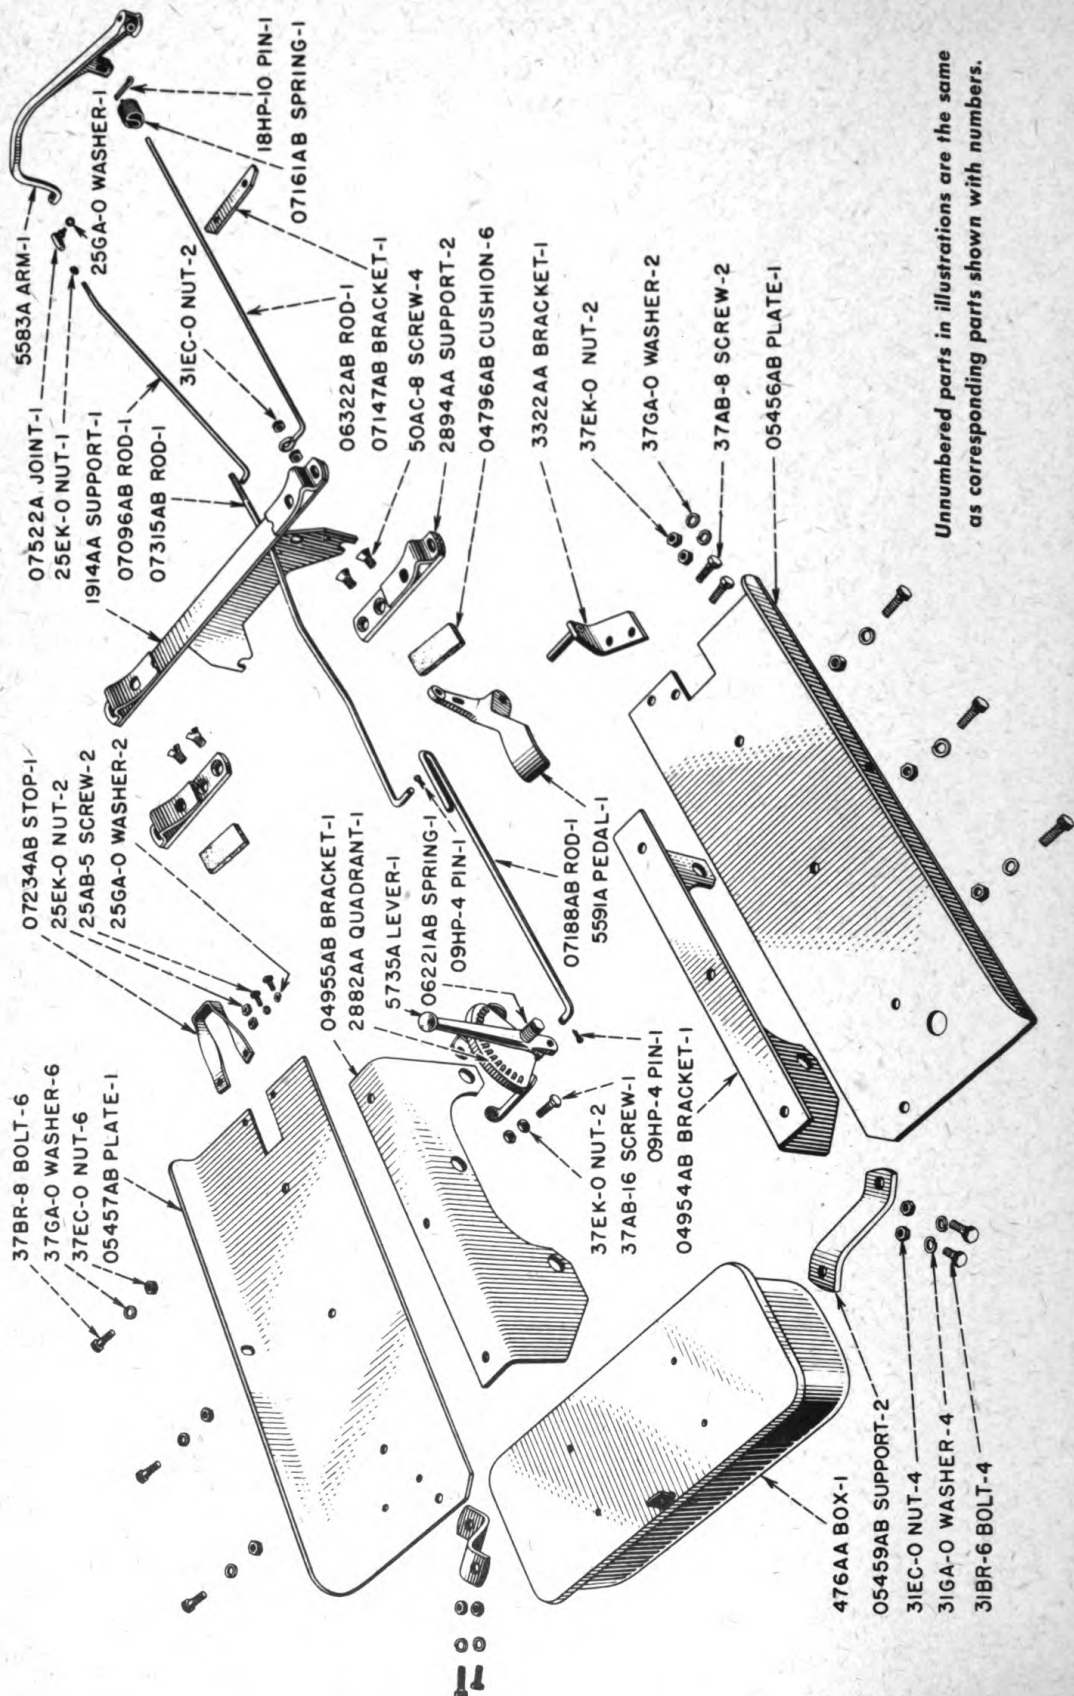 07522A JOINT-1
25EK-0 NUT-1
1914AA SUPPORT-1
07096AB ROD-1
07315AB ROD-1
5583A ARM-1
25GA-0 WASHER-1
31EC-0 NUT-2
18HP-10 PIN-1
07161AB SPRING-1
06322AB ROD-1
07147AB BRACKET-1
50AC-8 SCREW-4
2894AA SUPPORT-2
04796AB CUSHION-6
3322AA BRACKET-1
37EK-0 NUT-2
37GA-0 WASHER-2
37AB-8 SCREW-2
05456AB PLATE-1
07234AB STOP-1
25EK-0 NUT-2
25AB-5 SCREW-2
25GA-0 WASHER-2
04955AB BRACKET-1
2882AA QUADRANT-1
5735A LEVER-1
06221AB SPRING-1
09HP-4 PIN-1
07188AB ROD-1
5591A PEDAL-1
37BR-8 BOLT-6
37GA-0 WASHER-6
37EC-0 NUT-6
05457AB PLATE-1
37EK-0 NUT-2
37AB-16 SCREW-1
09HP-4 PIN-1
04954AB BRACKET-1
476AA BOX-1
05459AB SUPPORT-2
31EC-0 NUT-4
31GA-0 WASHER-4
31BR-6 BOLT-4
Unnumbered parts in illustrations are the same
as corresponding parts shown with numbers.